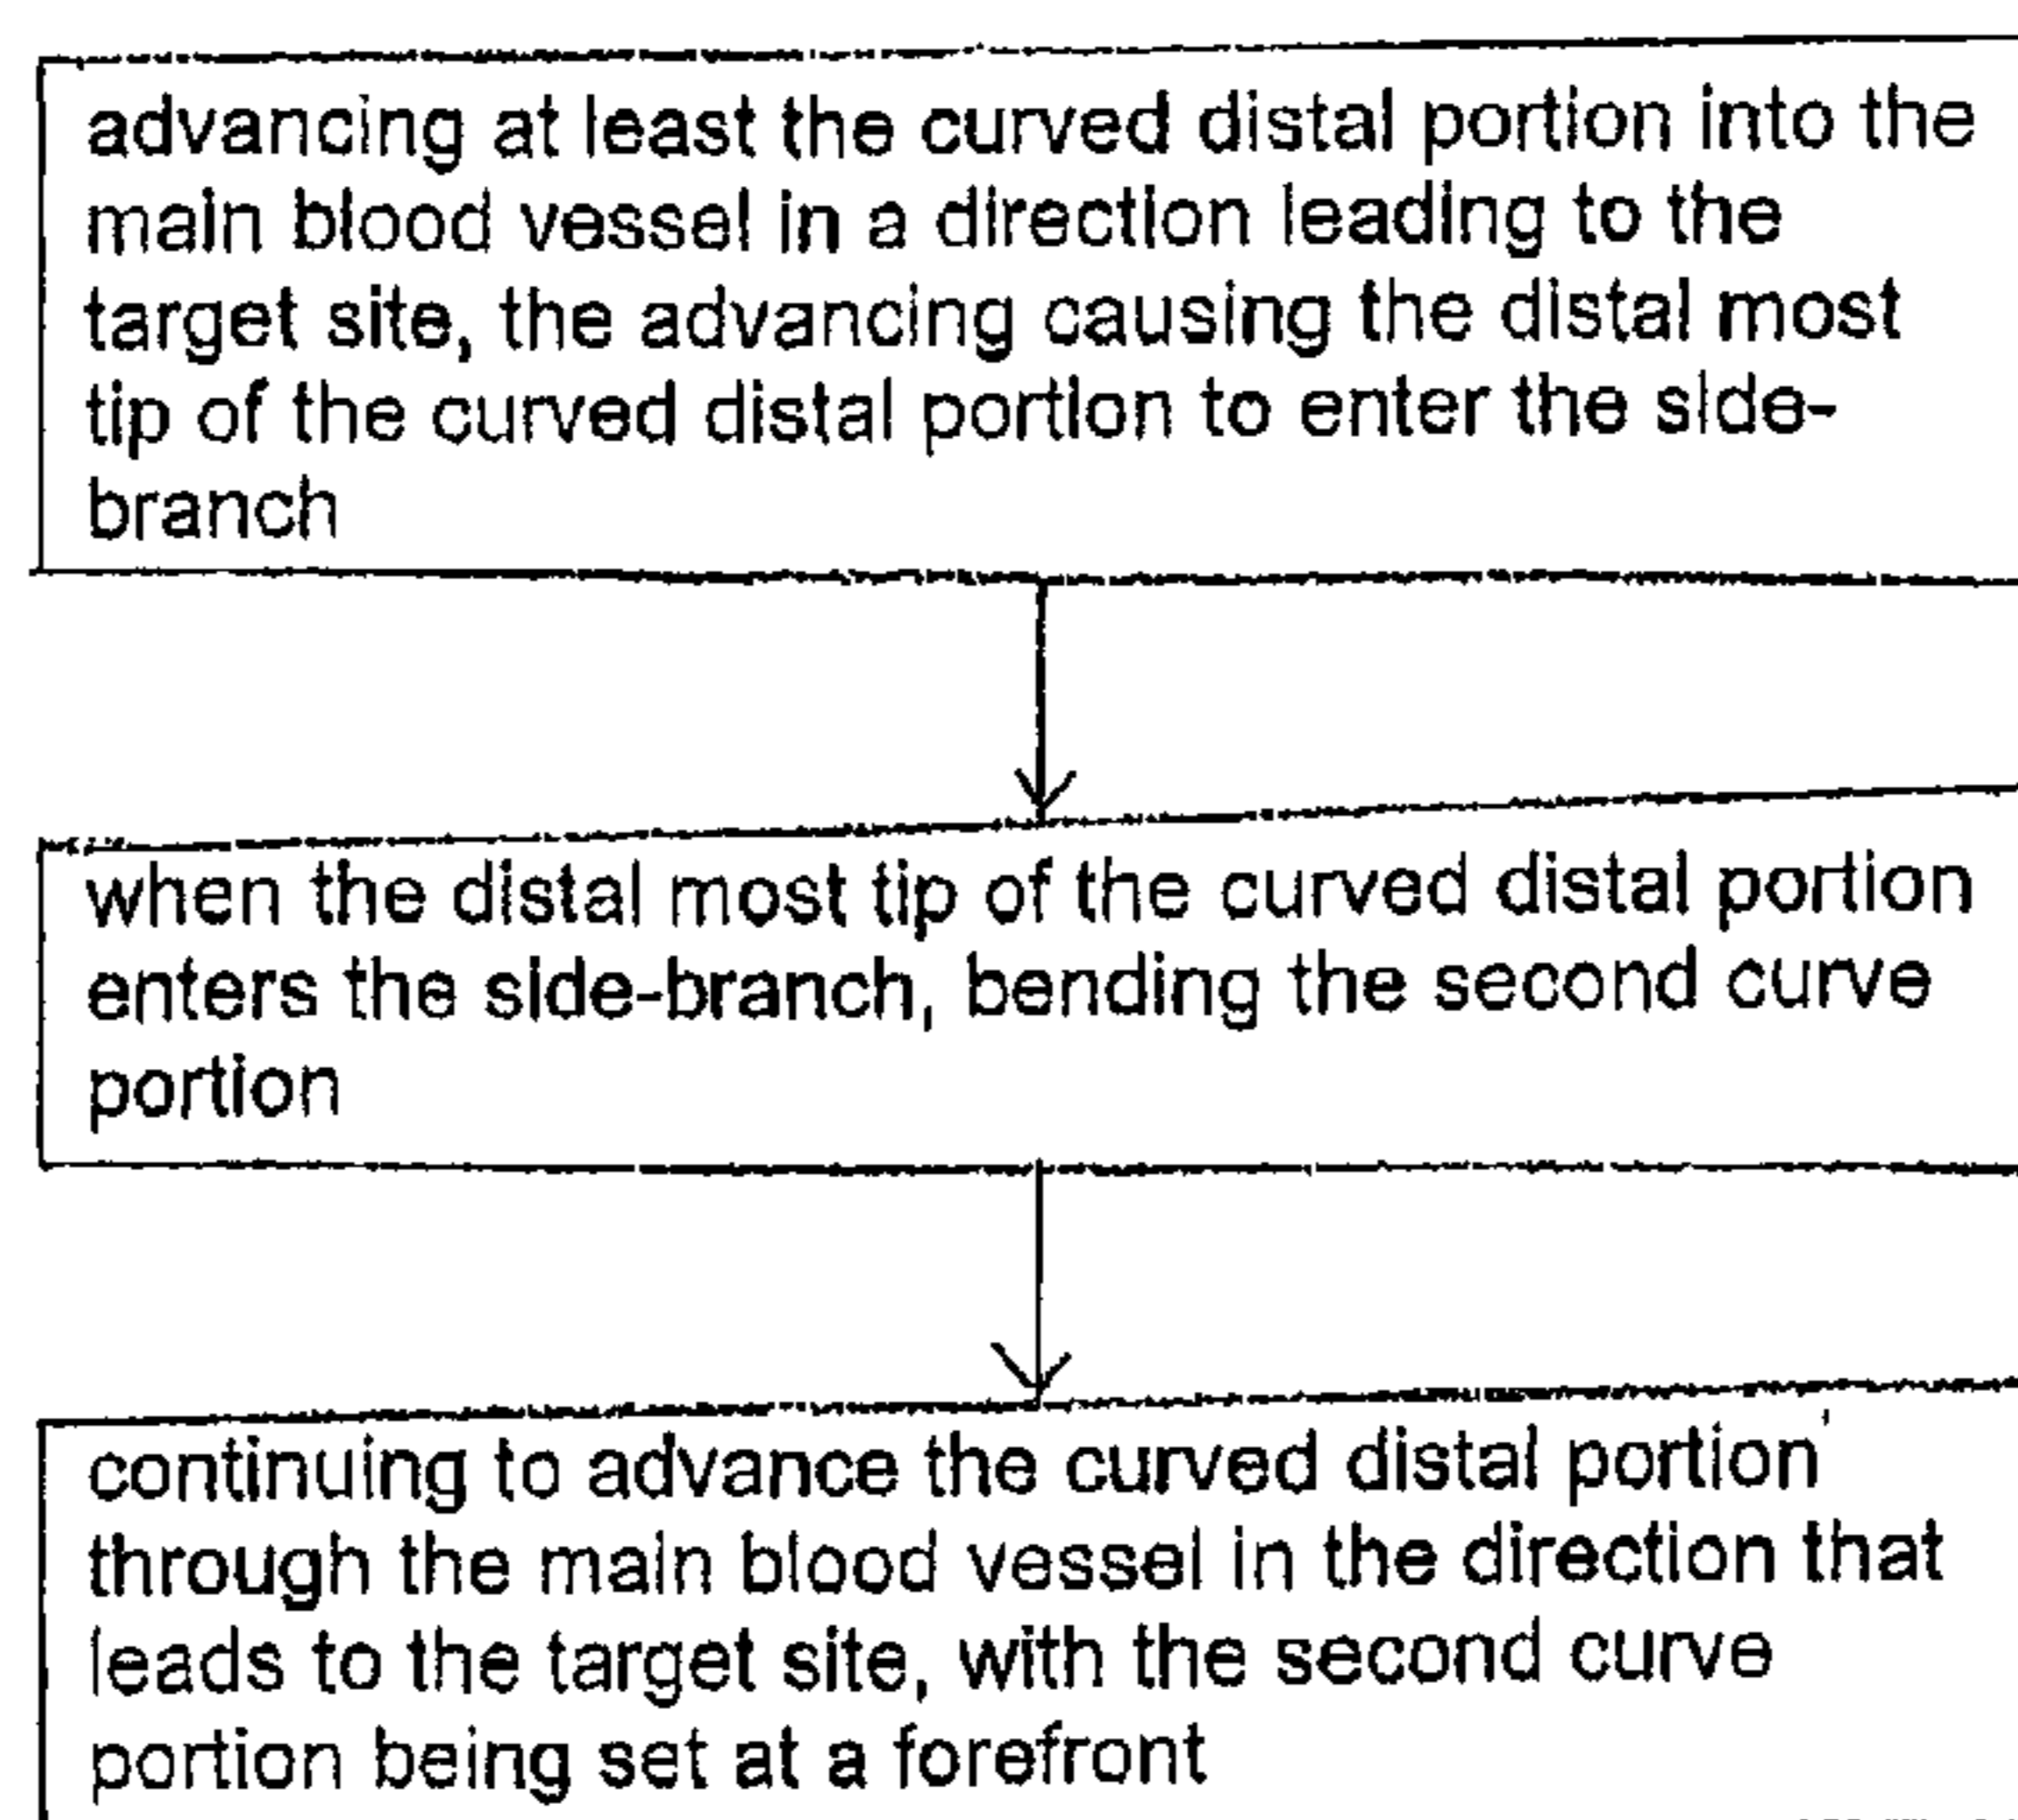 advancing at least the curved distal portion into the
main blood vessel in a direction leading to the
target site, the advancing causing the distal most
tip of the curved distal portion to enter the side-
branch
when the distal most tip of the curved distal portion
enters the side-branch, bending the second curve
portion
continuing to advance the curved distal portion
through the main blood vessel in the direction that
leads to the target site, with the second curve
portion being set at a forefront